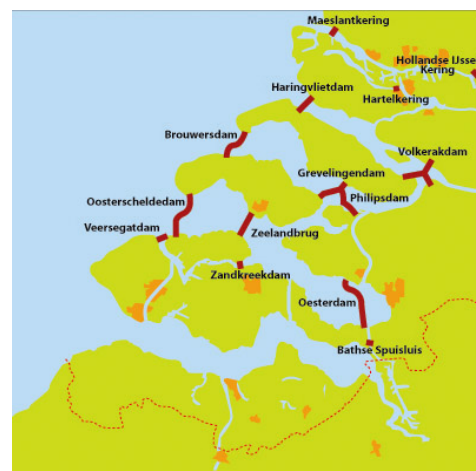 Maeslantkering
Hollandse IJsse
Kering
Haringvlietdam
Hartelkering
Brouwersdam
Volkerakdam
Grevelingendam
Philipsdam
Oosterscheldedam
Veersegatdam
Zeelandbrug
Zandkreekdam
Oesterdam
Bathse Spuisluis